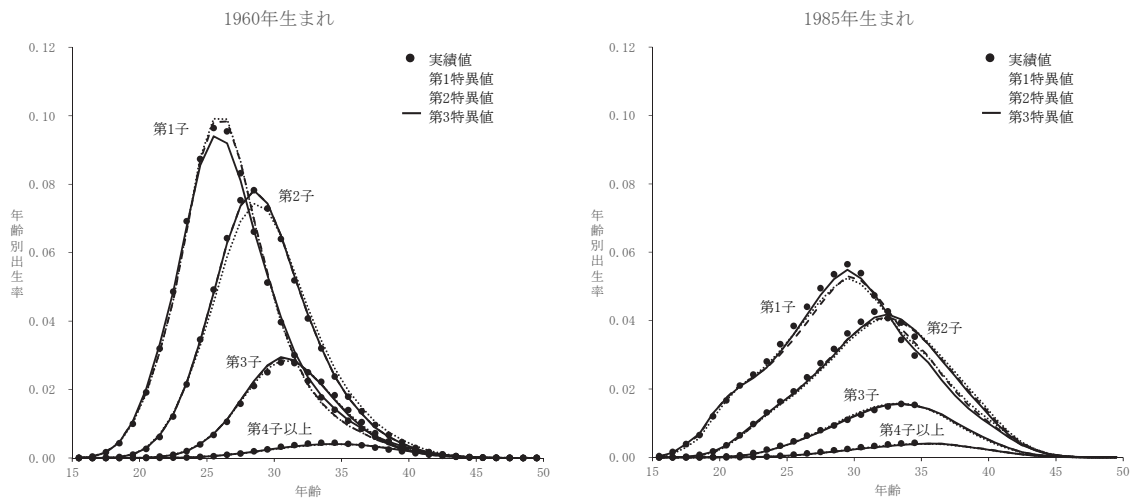 1960年生まれ
0.12
0.10
0.08
0.06
0.04
0.02
0.00
年齢別出生率
実績値
第1特異値
第2特異値
第3特異値
第1子
第2子
第3子
第4子以上
15 20 25 30 35 40 45 50
年齢
1985年生まれ
0.12
0.10
0.08
0.06
0.04
0.02
0.00
年齢別出生率
実績値
第1特異値
第2特異値
第3特異値
第1子
第2子
第3子
第4子以上
15 20 25 30 35 40 45 50
年齢